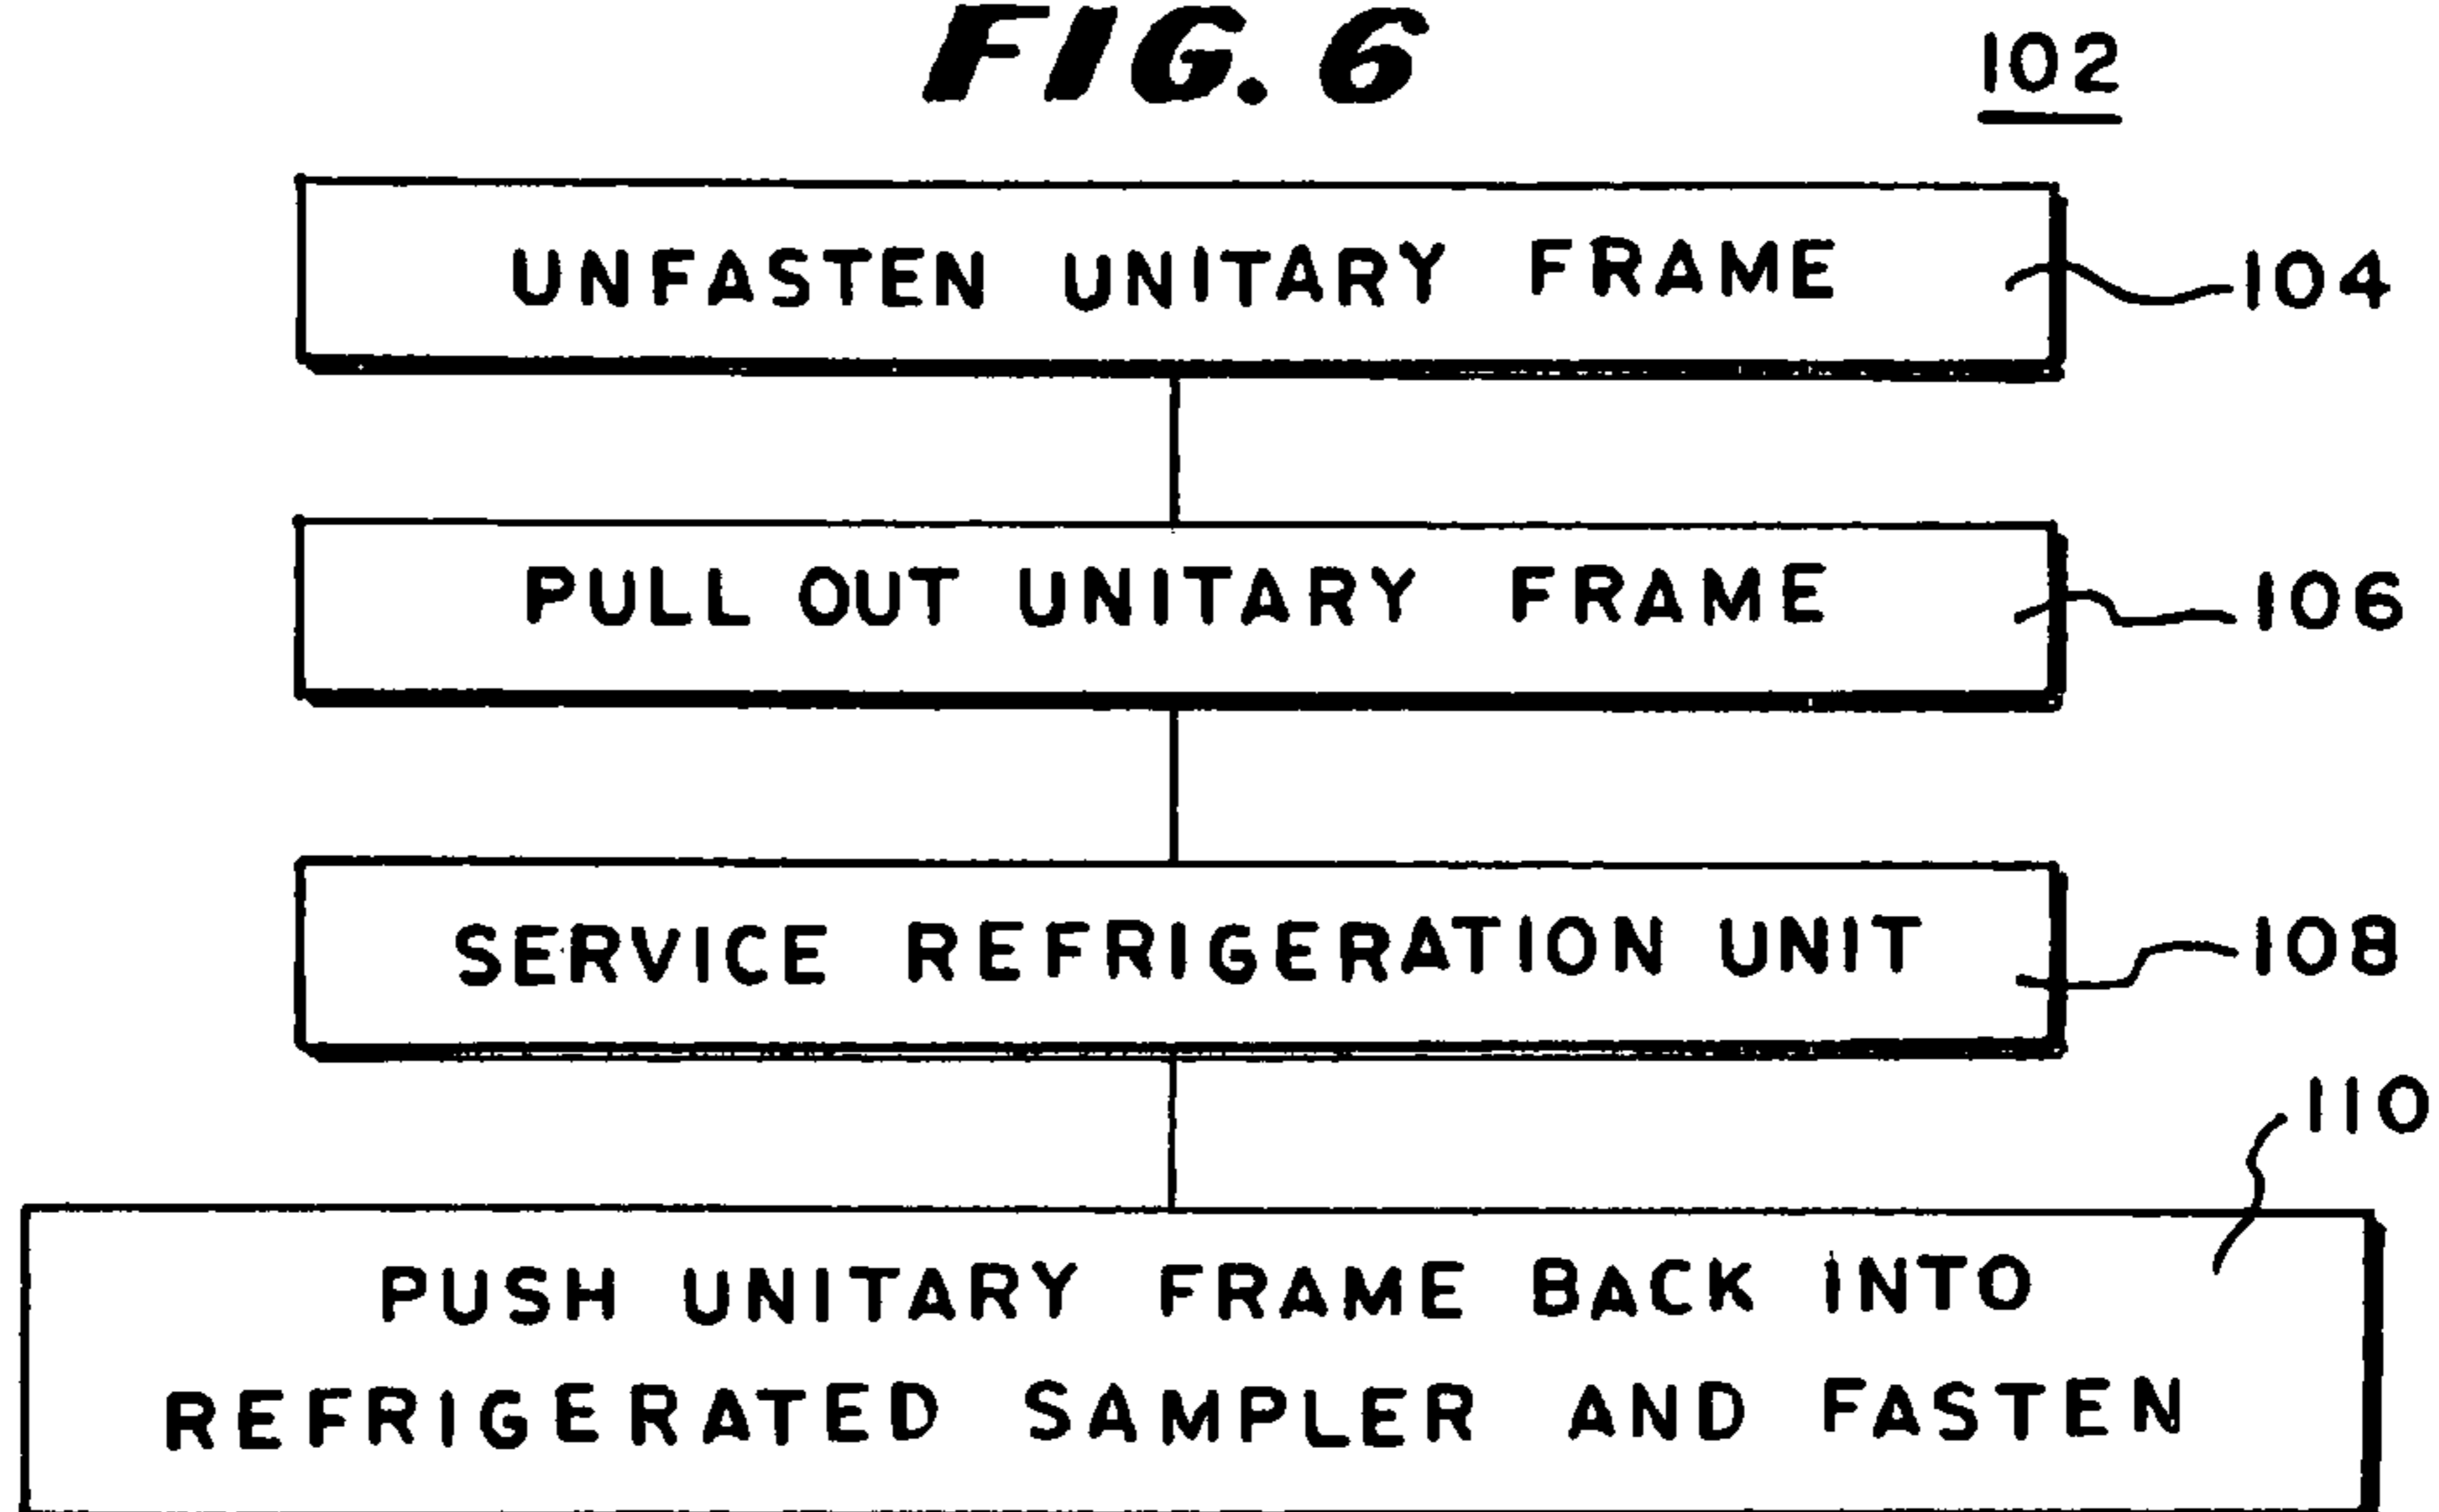 FIG. 6
102
UNFASTEN UNITARY FRAME
104
PULL OUT UNITARY FRAME
106
SERVICE REFRIGERATION UNIT
108
110
PUSH UNITARY FRAME BACK INTO
REFRIGERATED SAMPLER AND FASTEN